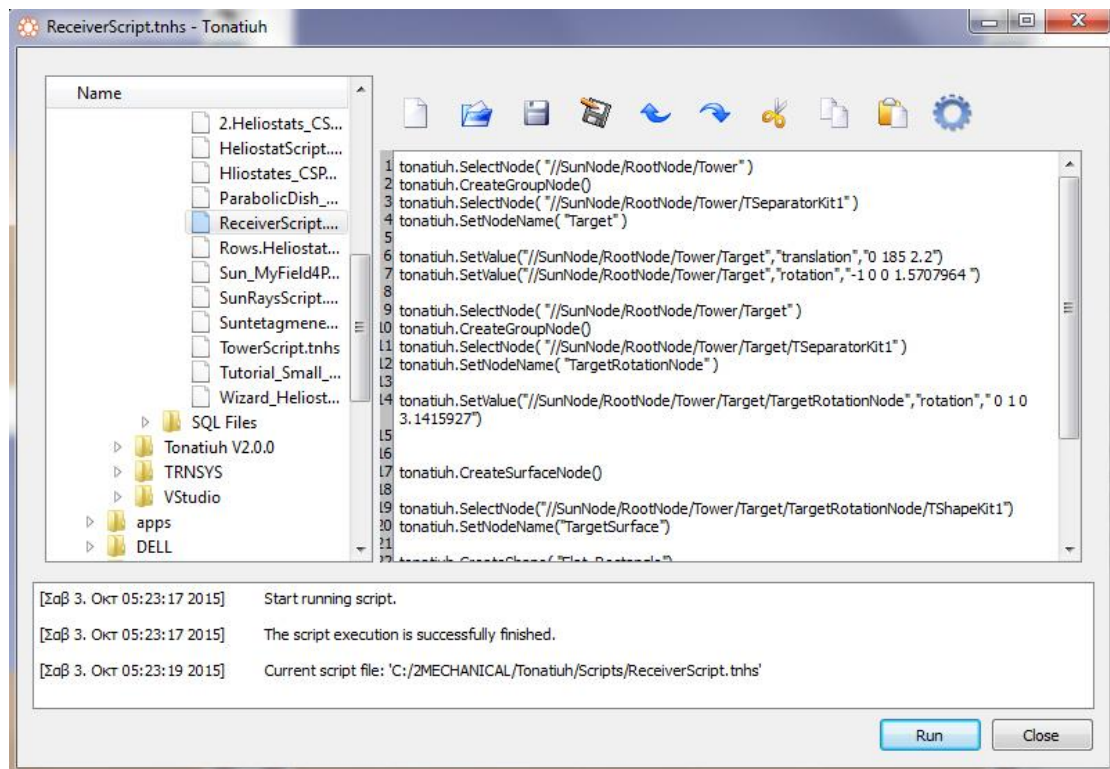 ReceiverScript.tnhs - Tonatiuh
Name
2.Heliostats_CS...
HeliostatScript....
Hliostates_CSP...
ParabolicDish_...
ReceiverScript....
Rows.Heliostat...
Sun_MyField4P...
SunRaysScript....
Suntetagmene...
TowerScript.tnhs
Tutorial_Small_...
Wizard_Heliost...
SQL Files
Tonatiuh V2.0.0
TRNSYS
VStudio
apps
DELL
1 tonatiuh.SelectNode( "//SunNode/RootNode/Tower" )
2 tonatiuh.CreateGroupNode()
3 tonatiuh.SelectNode( "//SunNode/RootNode/Tower/TSeparatorKit1" )
4 tonatiuh.SetNodeName( "Target" )
5
6 tonatiuh.SetValue("//SunNode/RootNode/Tower/Target","translation","0 185 2.2")
7 tonatiuh.SetValue("//SunNode/RootNode/Tower/Target","rotation","-1 0 0 1.5707964 ")
8
9 tonatiuh.SelectNode( "//SunNode/RootNode/Tower/Target" )
10 tonatiuh.CreateGroupNode()
11 tonatiuh.SelectNode( "//SunNode/RootNode/Tower/Target/TSeparatorKit1" )
12 tonatiuh.SetNodeName( "TargetRotationNode" )
13
14 tonatiuh.SetValue("//SunNode/RootNode/Tower/Target/TargetRotationNode","rotation"," 0 1 0
3.1415927")
15
16
17 tonatiuh.CreateSurfaceNode()
18
19 tonatiuh.SelectNode("//SunNode/RootNode/Tower/Target/TargetRotationNode/TShapeKit1")
20 tonatiuh.SetNodeName("TargetSurface")
21
22 tonatiuh.CreateShape( "Flat_Rectangle")
[Σαβ 3. Οκτ 05:23:17 2015] Start running script.
[Σαβ 3. Οκτ 05:23:17 2015] The script execution is successfully finished.
[Σαβ 3. Οκτ 05:23:19 2015] Current script file: 'C:/2MECHANICAL/Tonatiuh/Scripts/ReceiverScript.tnhs'
Run Close